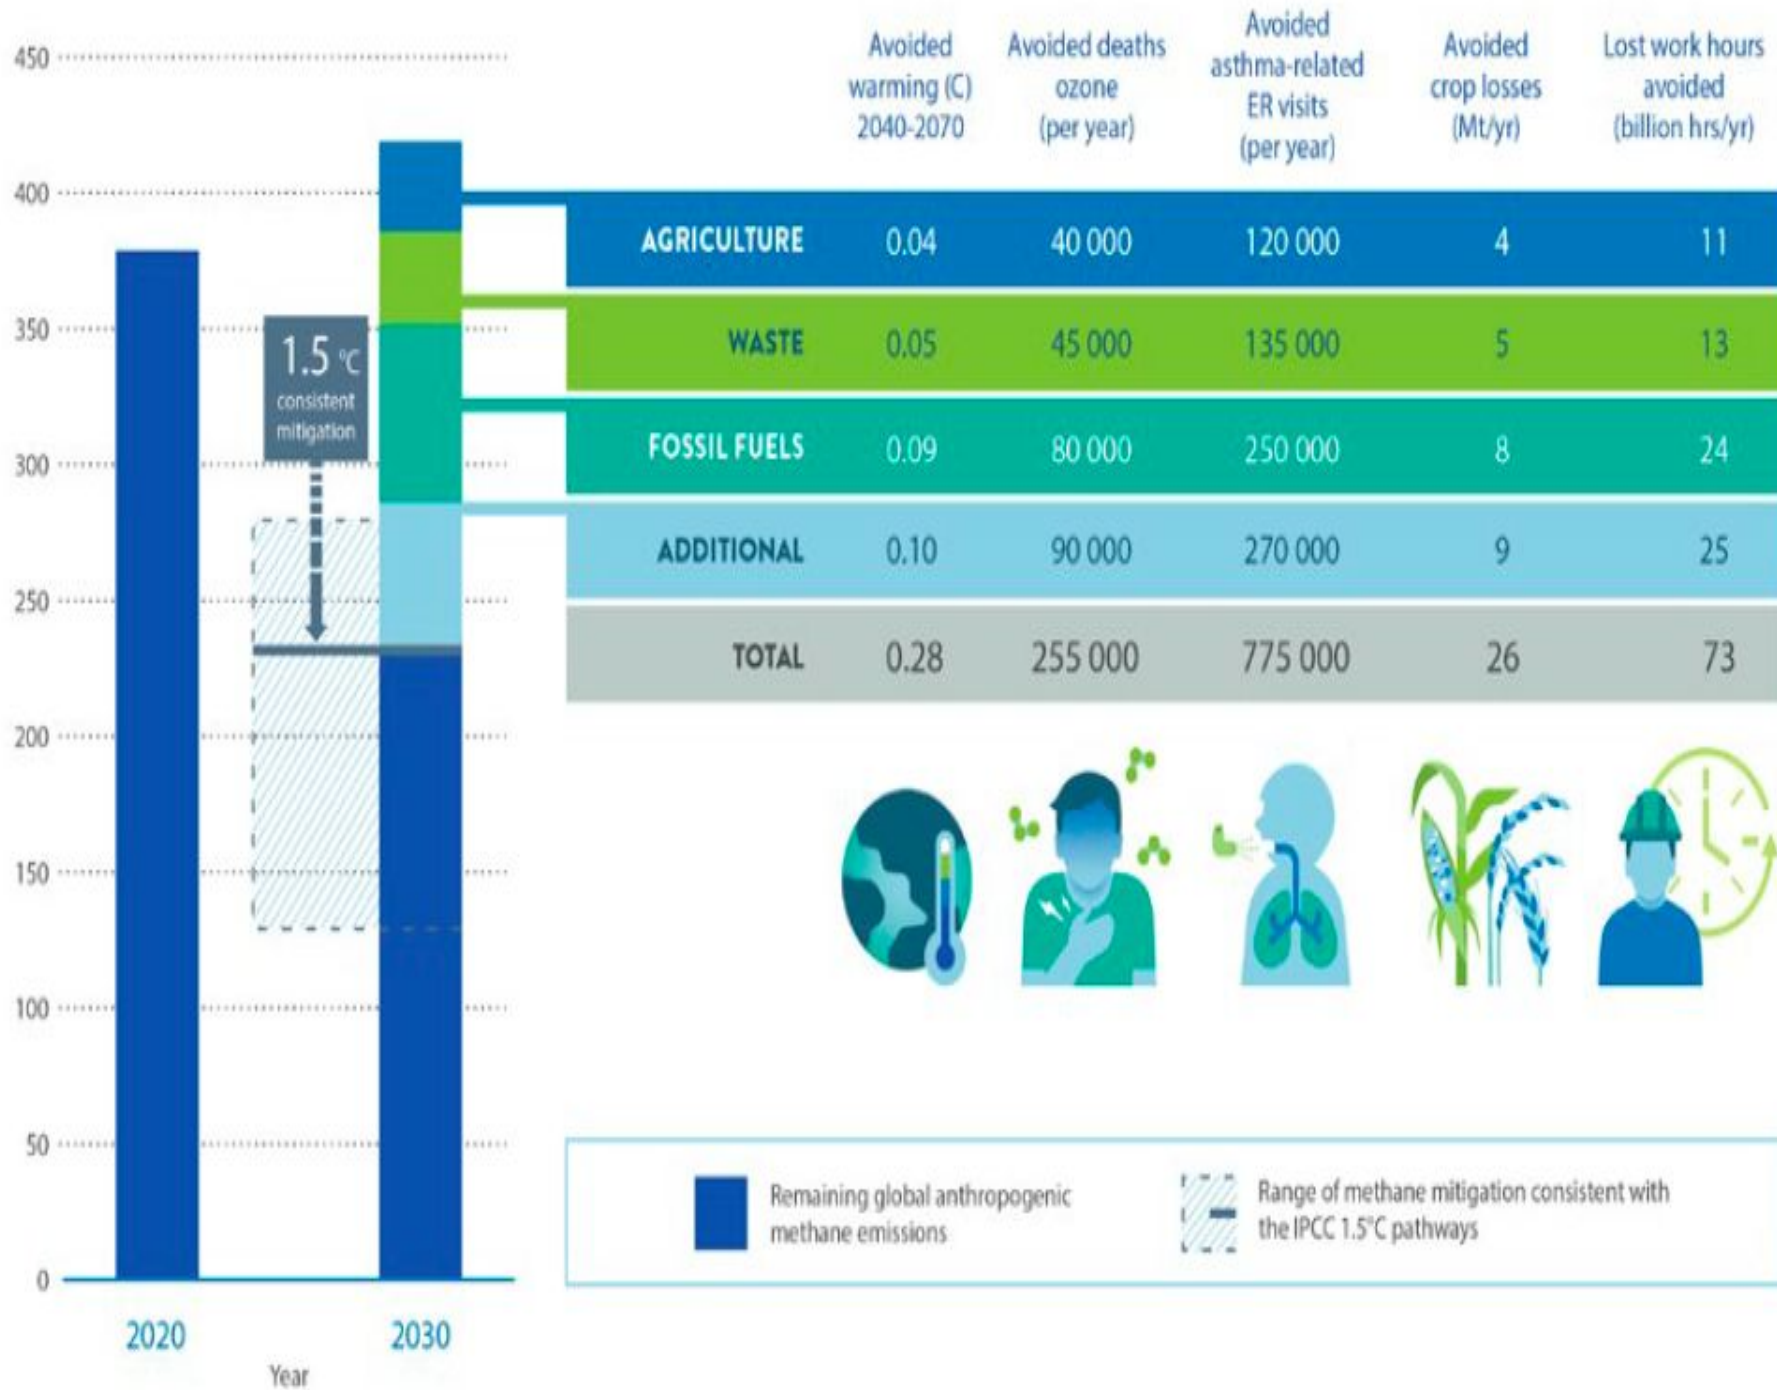 450
400
350
300
250
200
150
100
50
0
2020
2030
Year
1.5 °C
consistent
mitigation
Avoided
warming (C)
2040-2070
Avoided deaths
ozone
(per year)
Avoided
asthma-related
ER visits
(per year)
Avoided
crop losses
(Mt/yr)
Lost work hours
avoided
(billion hrs/yr)
AGRICULTURE 0.04 40 000 120 000 4 11
WASTE 0.05 45 000 135 000 5 13
FOSSIL FUELS 0.09 80 000 250 000 8 24
ADDITIONAL 0.10 90 000 270 000 9 25
TOTAL 0.28 255 000 775 000 26 73
Remaining global anthropogenic
methane emissions
Range of methane mitigation consistent with
the IPCC 1.5°C pathways